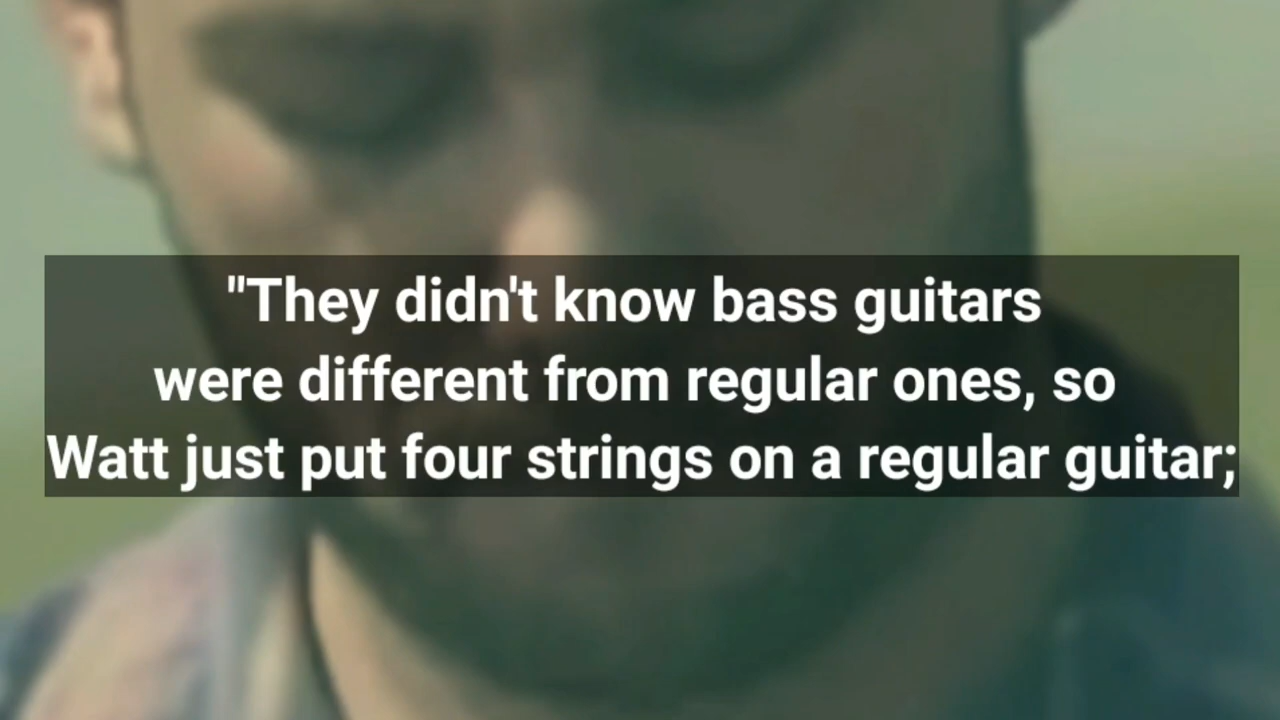 "They didn't know bass guitars
were different from regular ones, so
Watt just put four strings on a regular guitar;